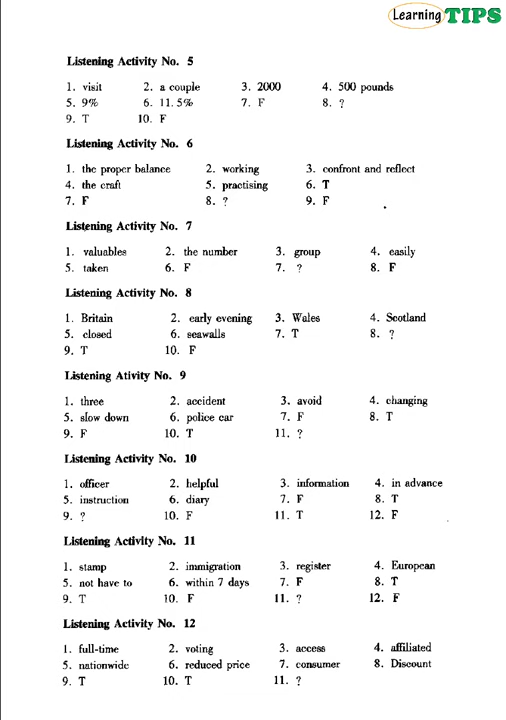 Learning TIPS
Listening Activity No. 5
1. visit 2. a couple 3. 2000 4. 500 pounds
5. 9% 6. 11.5% 7. F 8. ?
9. T 10. F
Listening Activity No. 6
1. the proper balance 2. working 3. confront and reflect
4. the craft 5. practising 6. T
7. F 8. ? 9. F
Listening Activity No. 7
1. valuables 2. the number 3. group 4. easily
5. taken 6. F 7. ? 8. F
Listening Activity No. 8
1. Britain 2. early evening 3. Wales 4. Scotland
5. closed 6. seawalls 7. T 8. ?
9. T 10. F
Listening Ativity No. 9
1. three 2. accident 3. avoid 4. changing
5. slow down 6. police car 7. F 8. T
9. F 10. T 11. ?
Listening Activity No. 10
1. officer 2. helpful 3. information 4. in advance
5. instruction 6. diary 7. F 8. T
9. ? 10. F 11. T 12. F
Listening Activity No. 11
1. stamp 2. immigration 3. register 4. European
5. not have to 6. within 7 days 7. F 8. T
9. T 10. F 11. ? 12. F
Listening Activity No. 12
1. full-time 2. voting 3. access 4. affiliated
5. nationwide 6. reduced price 7. consumer 8. Discount
9. T 10. T 11. ?